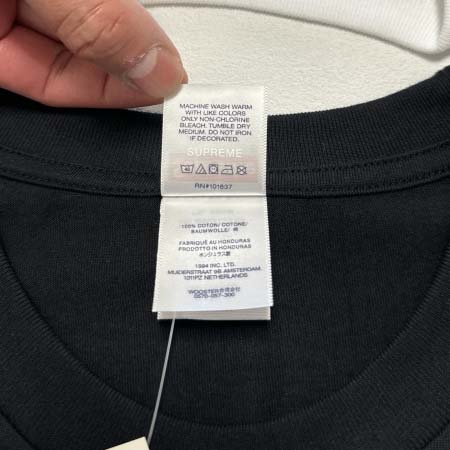 MACHINE WASH WARM
WITH LIKE COLORS
ONLY NON-CHLORINE
BLEACH. TUMBLE DRY
MEDIUM. DO NOT IRON.
IF DECORATED.
SUPREME
RN#101837
100% COTON/ COTONE/
BAUMWOLLE/ 綿
FABRIQUÉ AU HONDURAS
PRODOTTO IN HONDURAS
ホンジュラス製
1994 INC. LTD.
MUIDERSTRAAT 9B AMSTERDAM,
1011PZ NETHERLANDS
WOOSTER合同会社